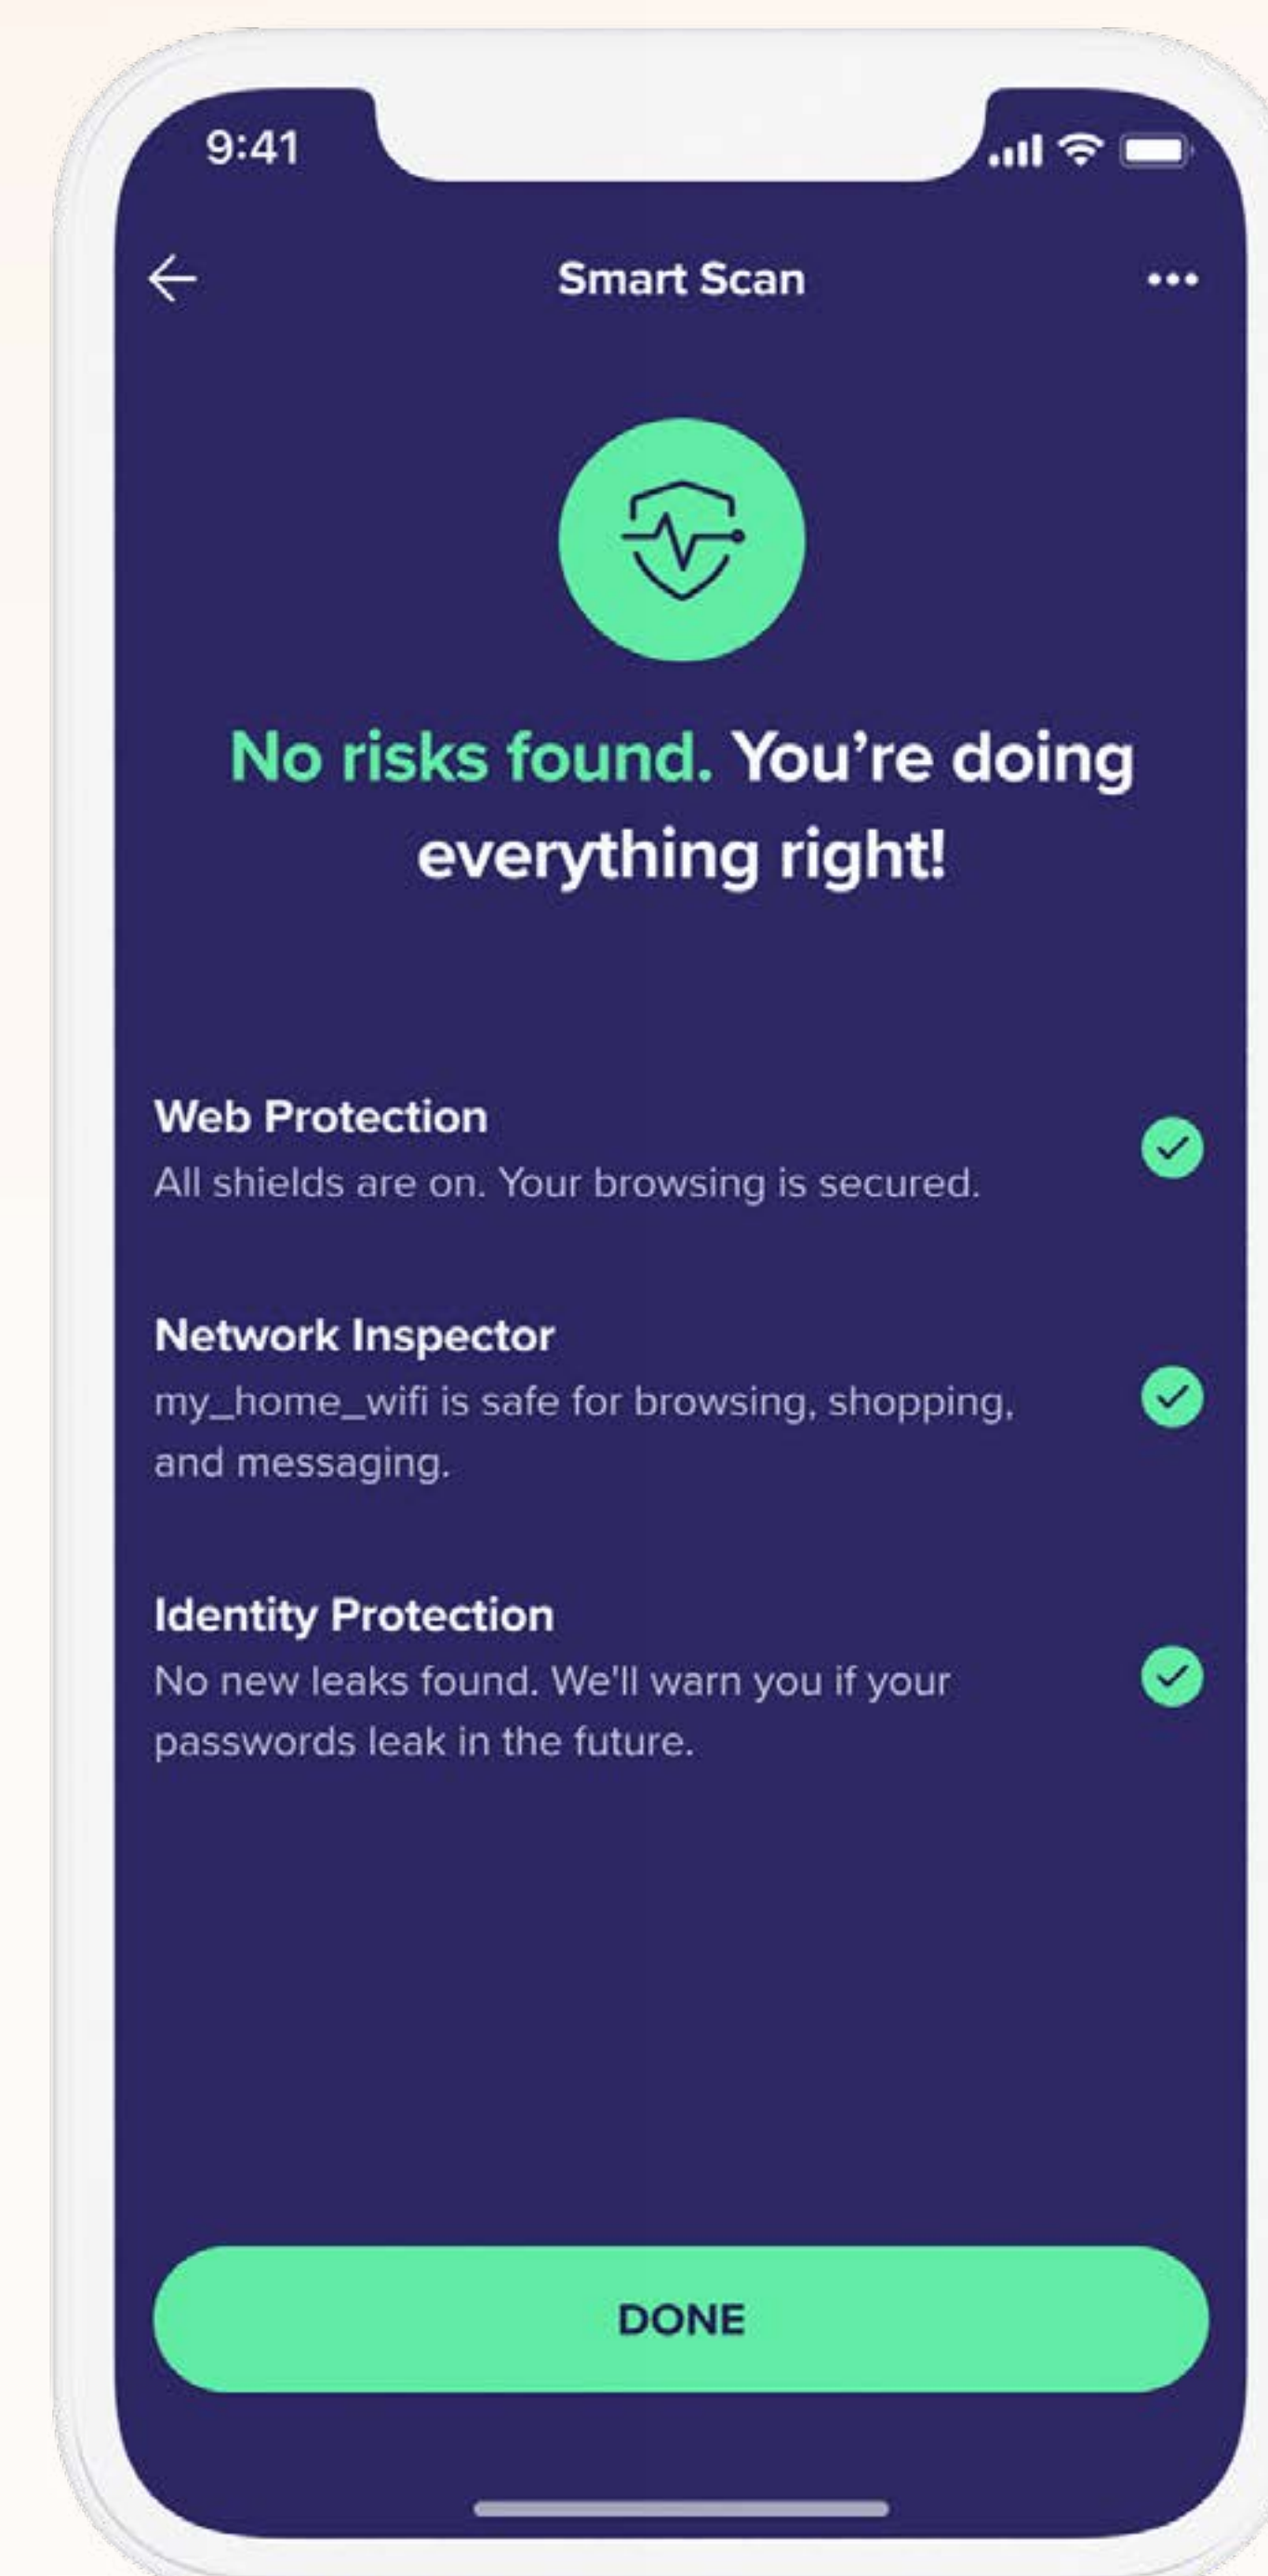 9:41
Smart Scan
No risks found. You’re doing
everything right!
Web Protection
All shields are on. Your browsing is secured.
Network Inspector
my_home_wifi is safe for browsing, shopping,
and messaging.
Identity Protection
No new leaks found. We'll warn you if your
passwords leak in the future.
DONE